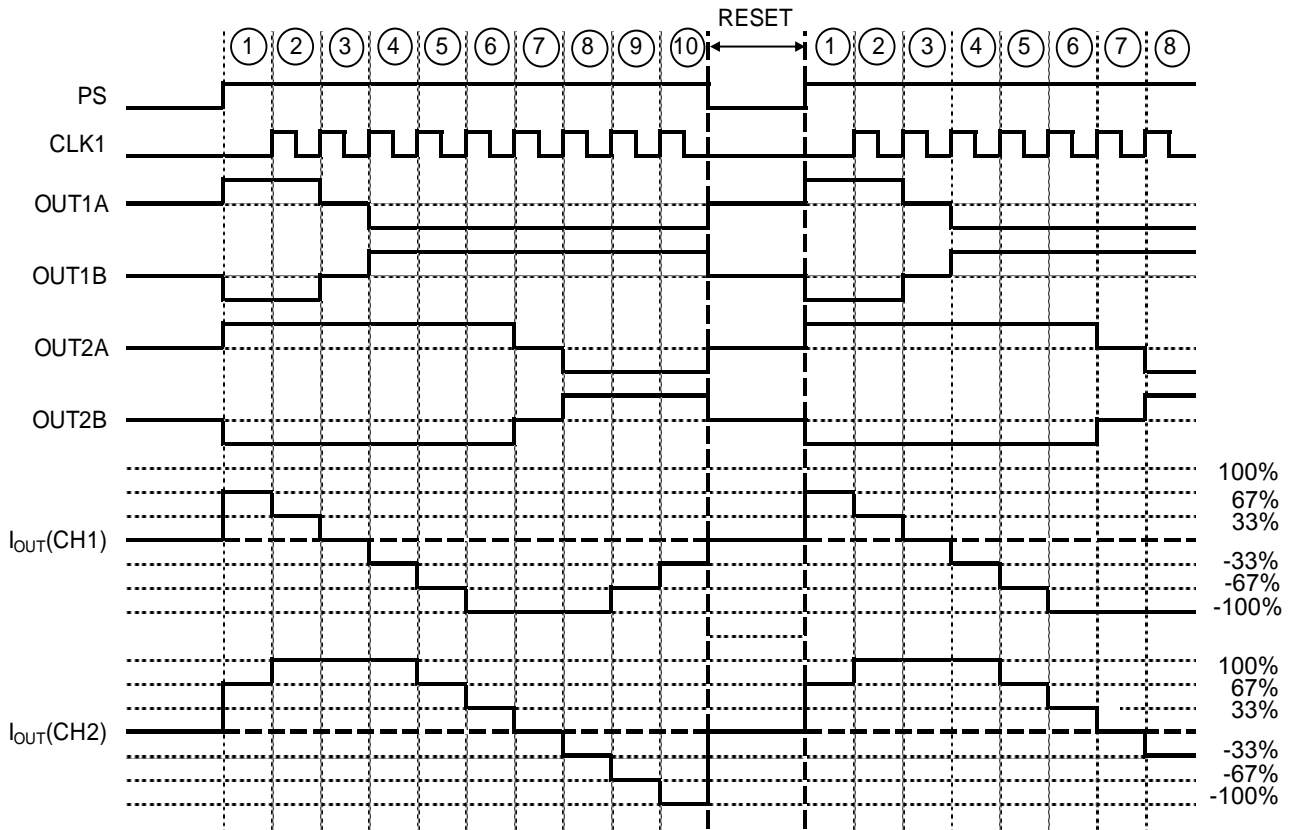 RESET
1 2 3 4 5 6 7 8 9 10 1 2 3 4 5 6 7 8
PS
CLK1
OUT1A
OUT1B
OUT2A
OUT2B
100%
67%
33%
IOUT(CH1)
-33%
-67%
-100%
100%
67%
33%
IOUT(CH2)
-33%
-67%
-100%